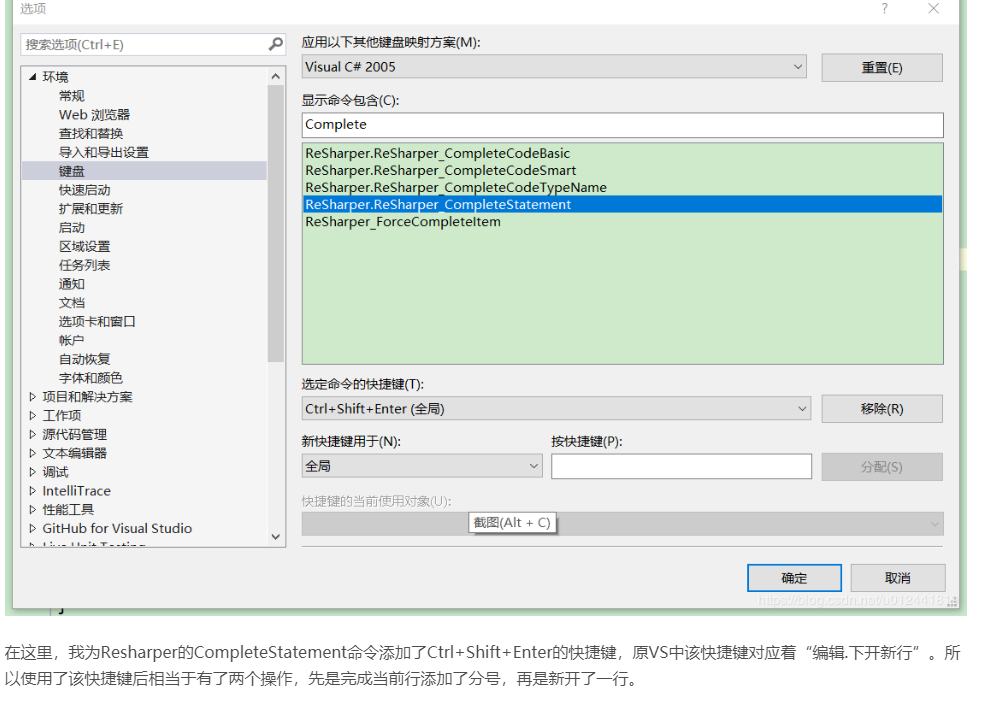 选项
搜索选项(Ctrl+E)
环境
常规
Web 浏览器
查找和替换
导入和导出设置
键盘
快速启动
扩展和更新
启动
区域设置
任务列表
通知
文档
选项卡和窗口
帐户
自动恢复
字体和颜色
项目和解决方案
工作项
源代码管理
文本编辑器
调试
IntelliTrace
性能工具
GitHub for Visual Studio
Live Unit Testing
应用以下其他键盘映射方案(M):
Visual C# 2005
重置(E)
显示命令包含(C):
Complete
ReSharper.ReSharper_CompleteCodeBasic
ReSharper.ReSharper_CompleteCodeSmart
ReSharper.ReSharper_CompleteCodeTypeName
ReSharper.ReSharper_CompleteStatement
ReSharper_ForceCompleteItem
选定命令的快捷键(T):
Ctrl+Shift+Enter (全局)
移除(R)
新快捷键用于(N):
按快捷键(P):
全局
分配(S)
快捷键的当前使用对象(U):
截图(Alt + C)
确定
取消
在这里，我为Resharper的CompleteStatement命令添加了Ctrl+Shift+Enter的快捷键，原VS中该快捷键对应着“编辑.下开新行”。所
以使用了该快捷键后相当于有了两个操作，先是完成当前行添加了分号，再是新开了一行。